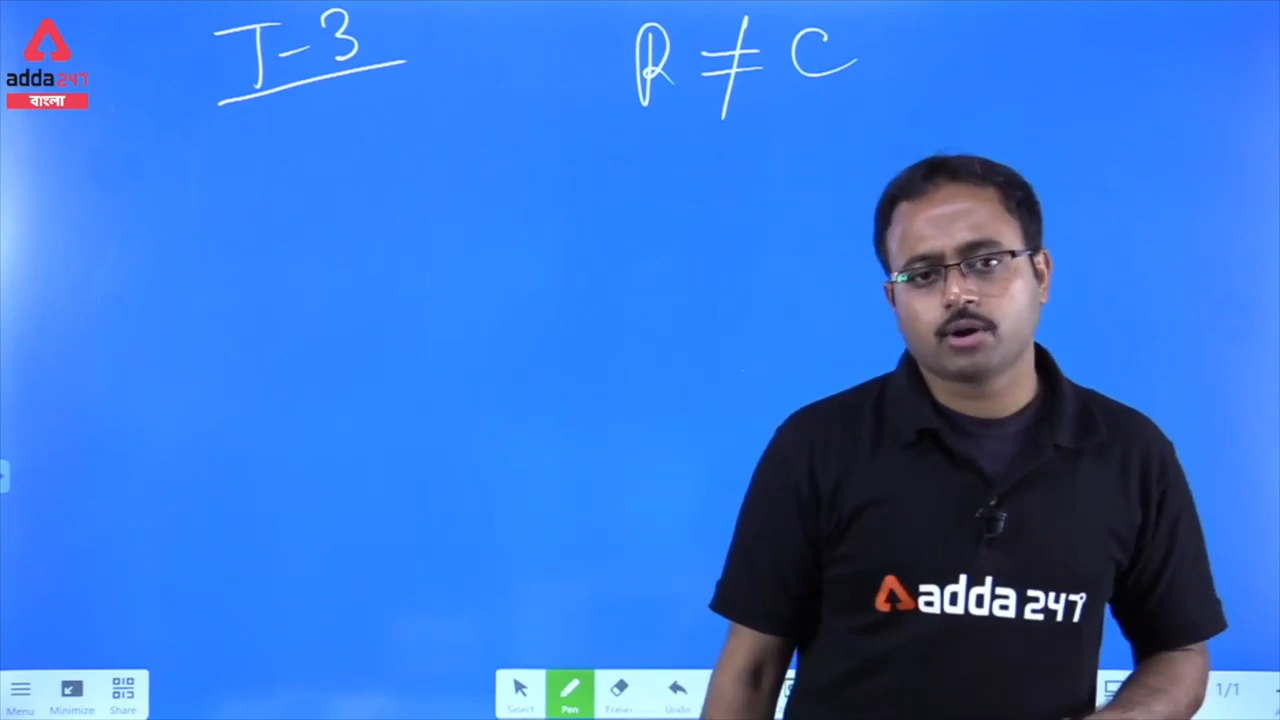 T-3
R ≠ C
adda247
বাংলা
adda247
Menu
Minimize
Share
Select
Pen
Eraser
Undo
1/1